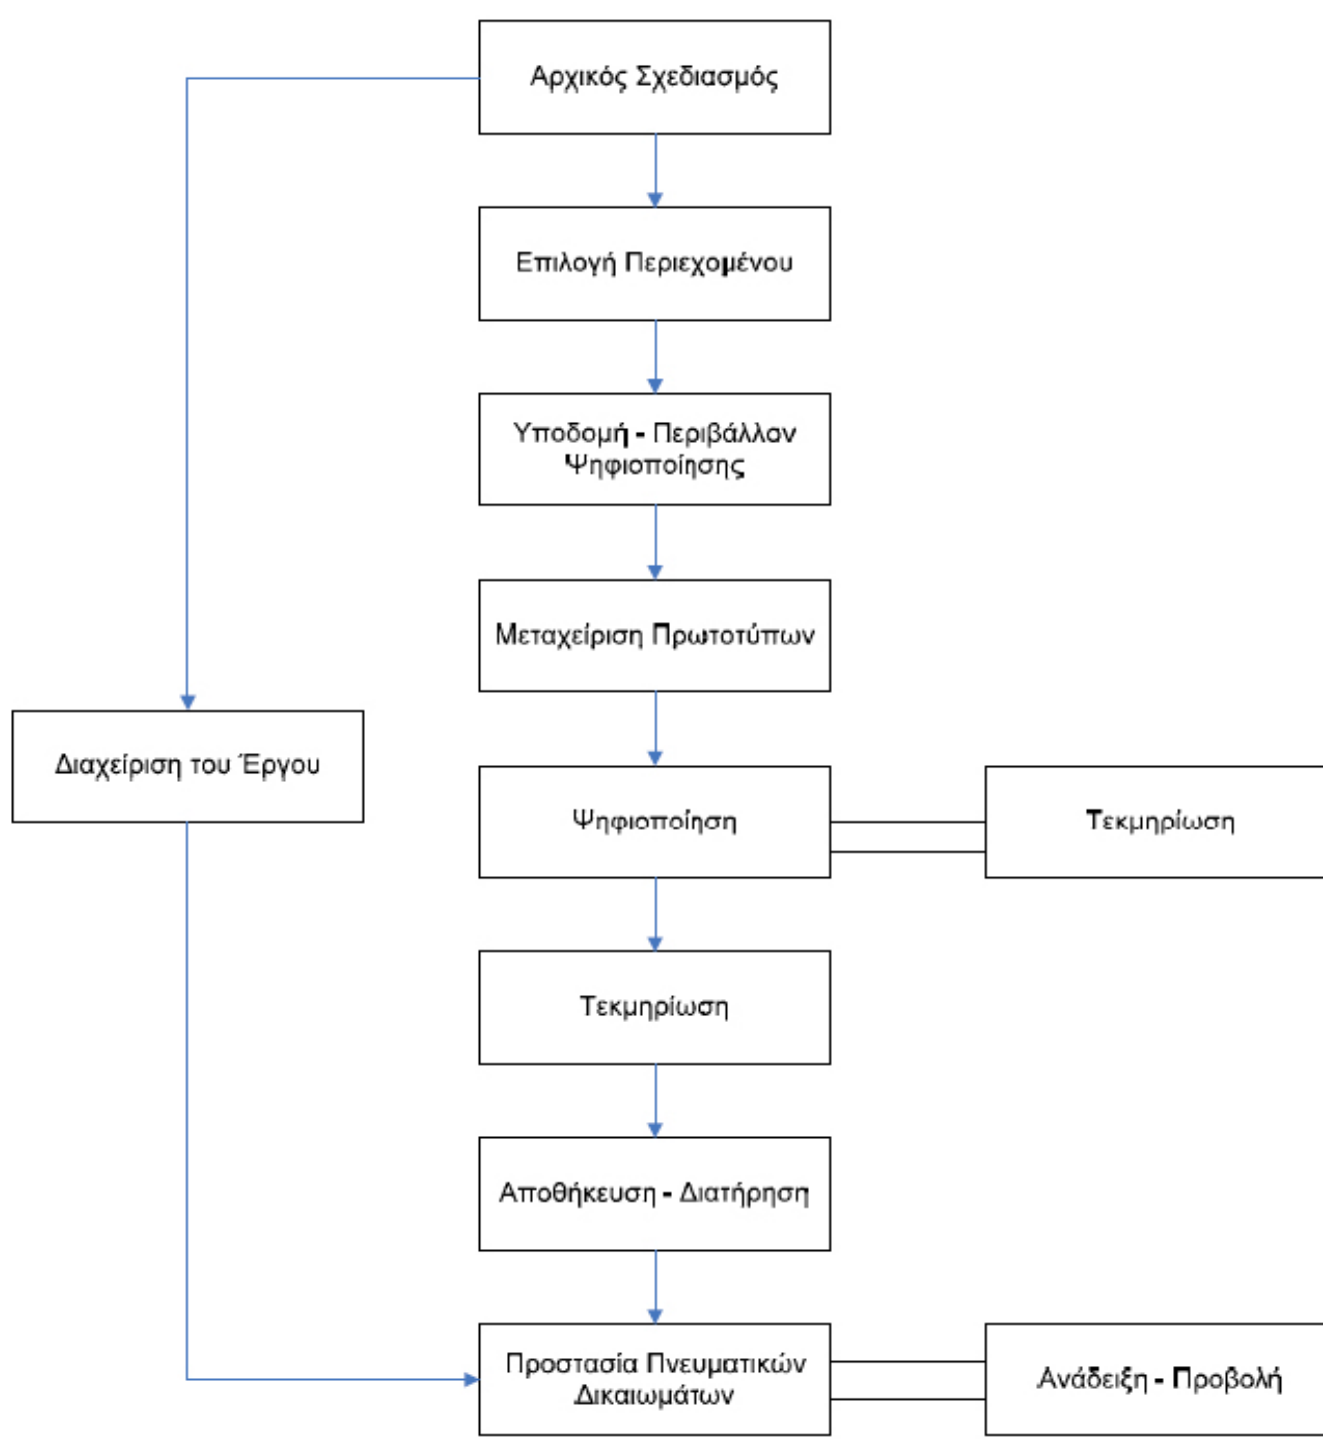 Αρχικός Σχεδιασμός
Επιλογή Περιεχομένου
Υποδομή - Περιβάλλον
Ψηφιοποίησης
Μεταχείριση Πρωτοτύπων
Διαχείριση του Έργου
Ψηφιοποίηση
Τεκμηρίωση
Τεκμηρίωση
Αποθήκευση - Διατήρηση
Προστασία Πνευματικών
Δικαιωμάτων
Ανάδειξη - Προβολή